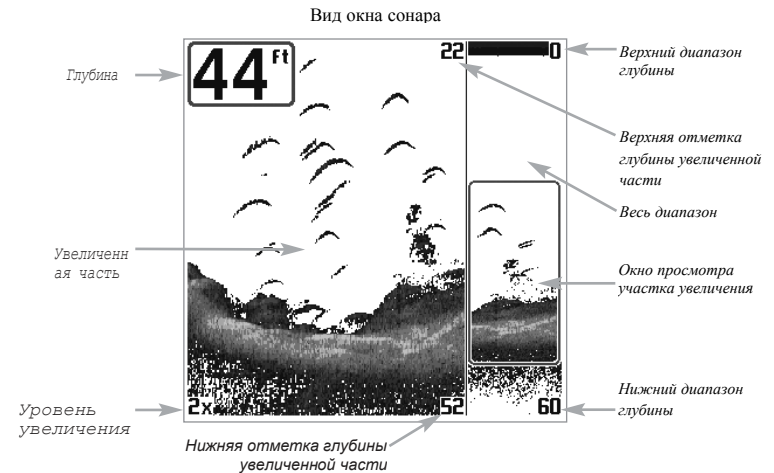 Вид окна сонара
Глубина
44 Ft
22
0
Верхний диапазон
глубины
Верхняя отметка
глубины увеличенной
части
Весь диапазон
Увеличенн
ая часть
Окно просмотра
участка увеличения
Уровень
увеличения
2x
52
60
Нижний диапазон
глубины
Нижняя отметка глубины
увеличенной части